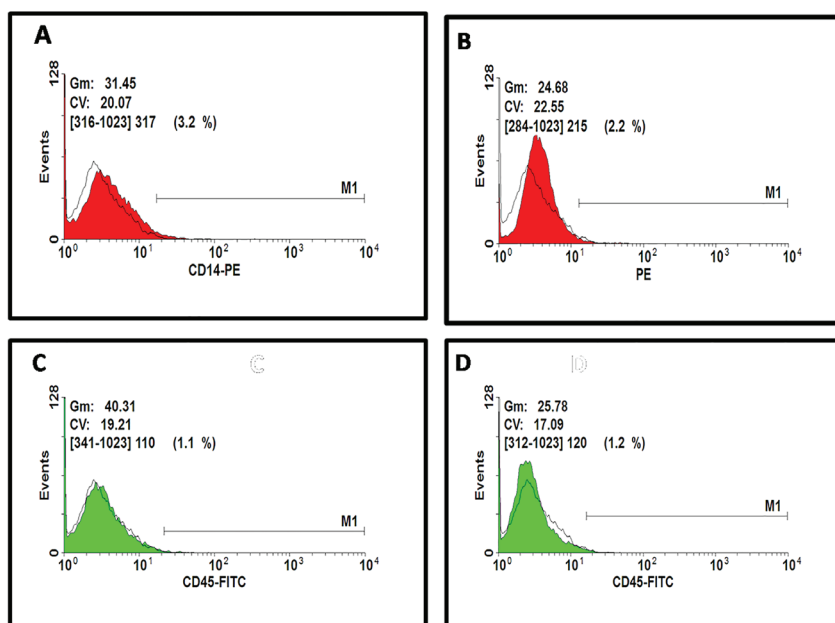 A
128
Gm: 31.45
CV: 20.07
[316-1023] 317 (3.2 %)
Events
M1
0
10^0 10^1 10^2 10^3 10^4
CD14-PE
B
128
Gm: 24.68
CV: 22.55
[284-1023] 215 (2.2 %)
Events
M1
0
10^0 10^1 10^2 10^3 10^4
PE
C
C
128
Gm: 40.31
CV: 19.21
[341-1023] 110 (1.1 %)
Events
M1
0
10^0 10^1 10^2 10^3 10^4
CD45-FITC
D
D
128
Gm: 25.78
CV: 17.09
[312-1023] 120 (1.2 %)
Events
M1
0
10^0 10^1 10^2 10^3 10^4
CD45-FITC